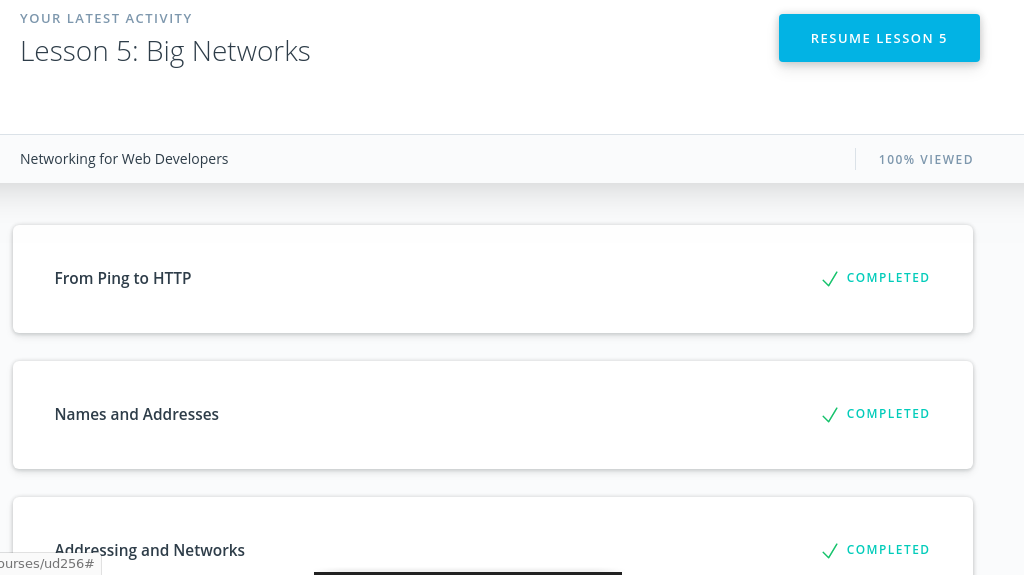 YOUR LATEST ACTIVITY
Lesson 5: Big Networks
RESUME LESSON 5
Networking for Web Developers
100% VIEWED
From Ping to HTTP
COMPLETED
Names and Addresses
COMPLETED
Addressing and Networks
COMPLETED
ourses/ud256#